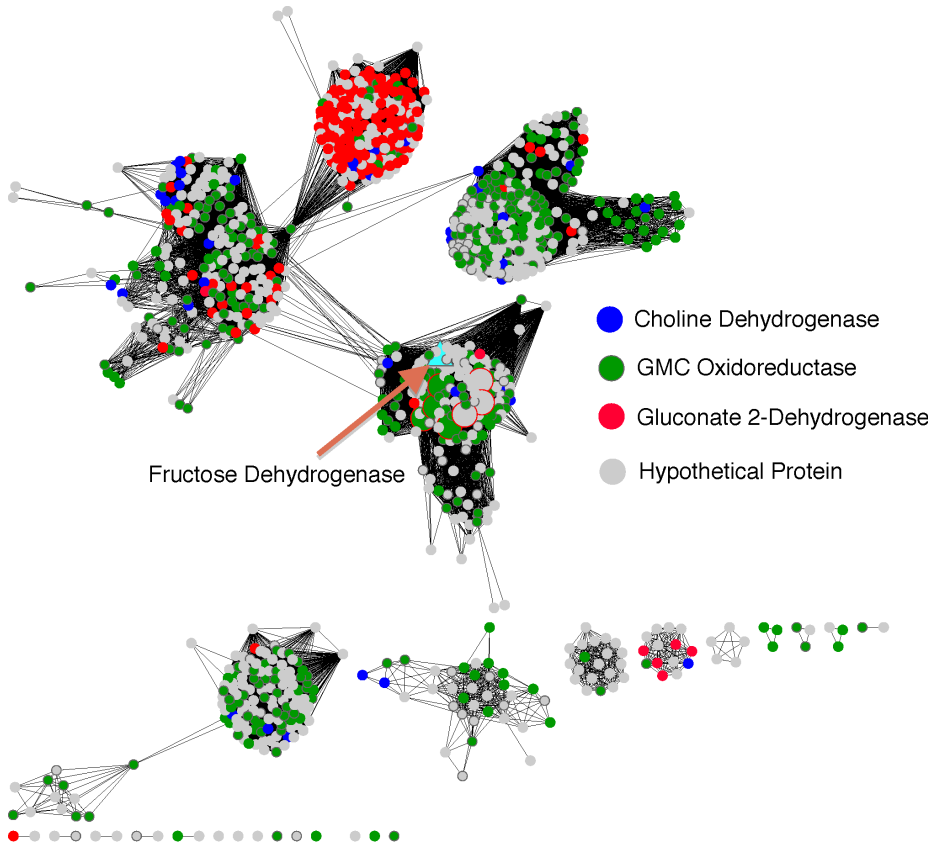 Choline Dehydrogenase
GMC Oxidoreductase
Gluconate 2-Dehydrogenase
Hypothetical Protein
Fructose Dehydrogenase